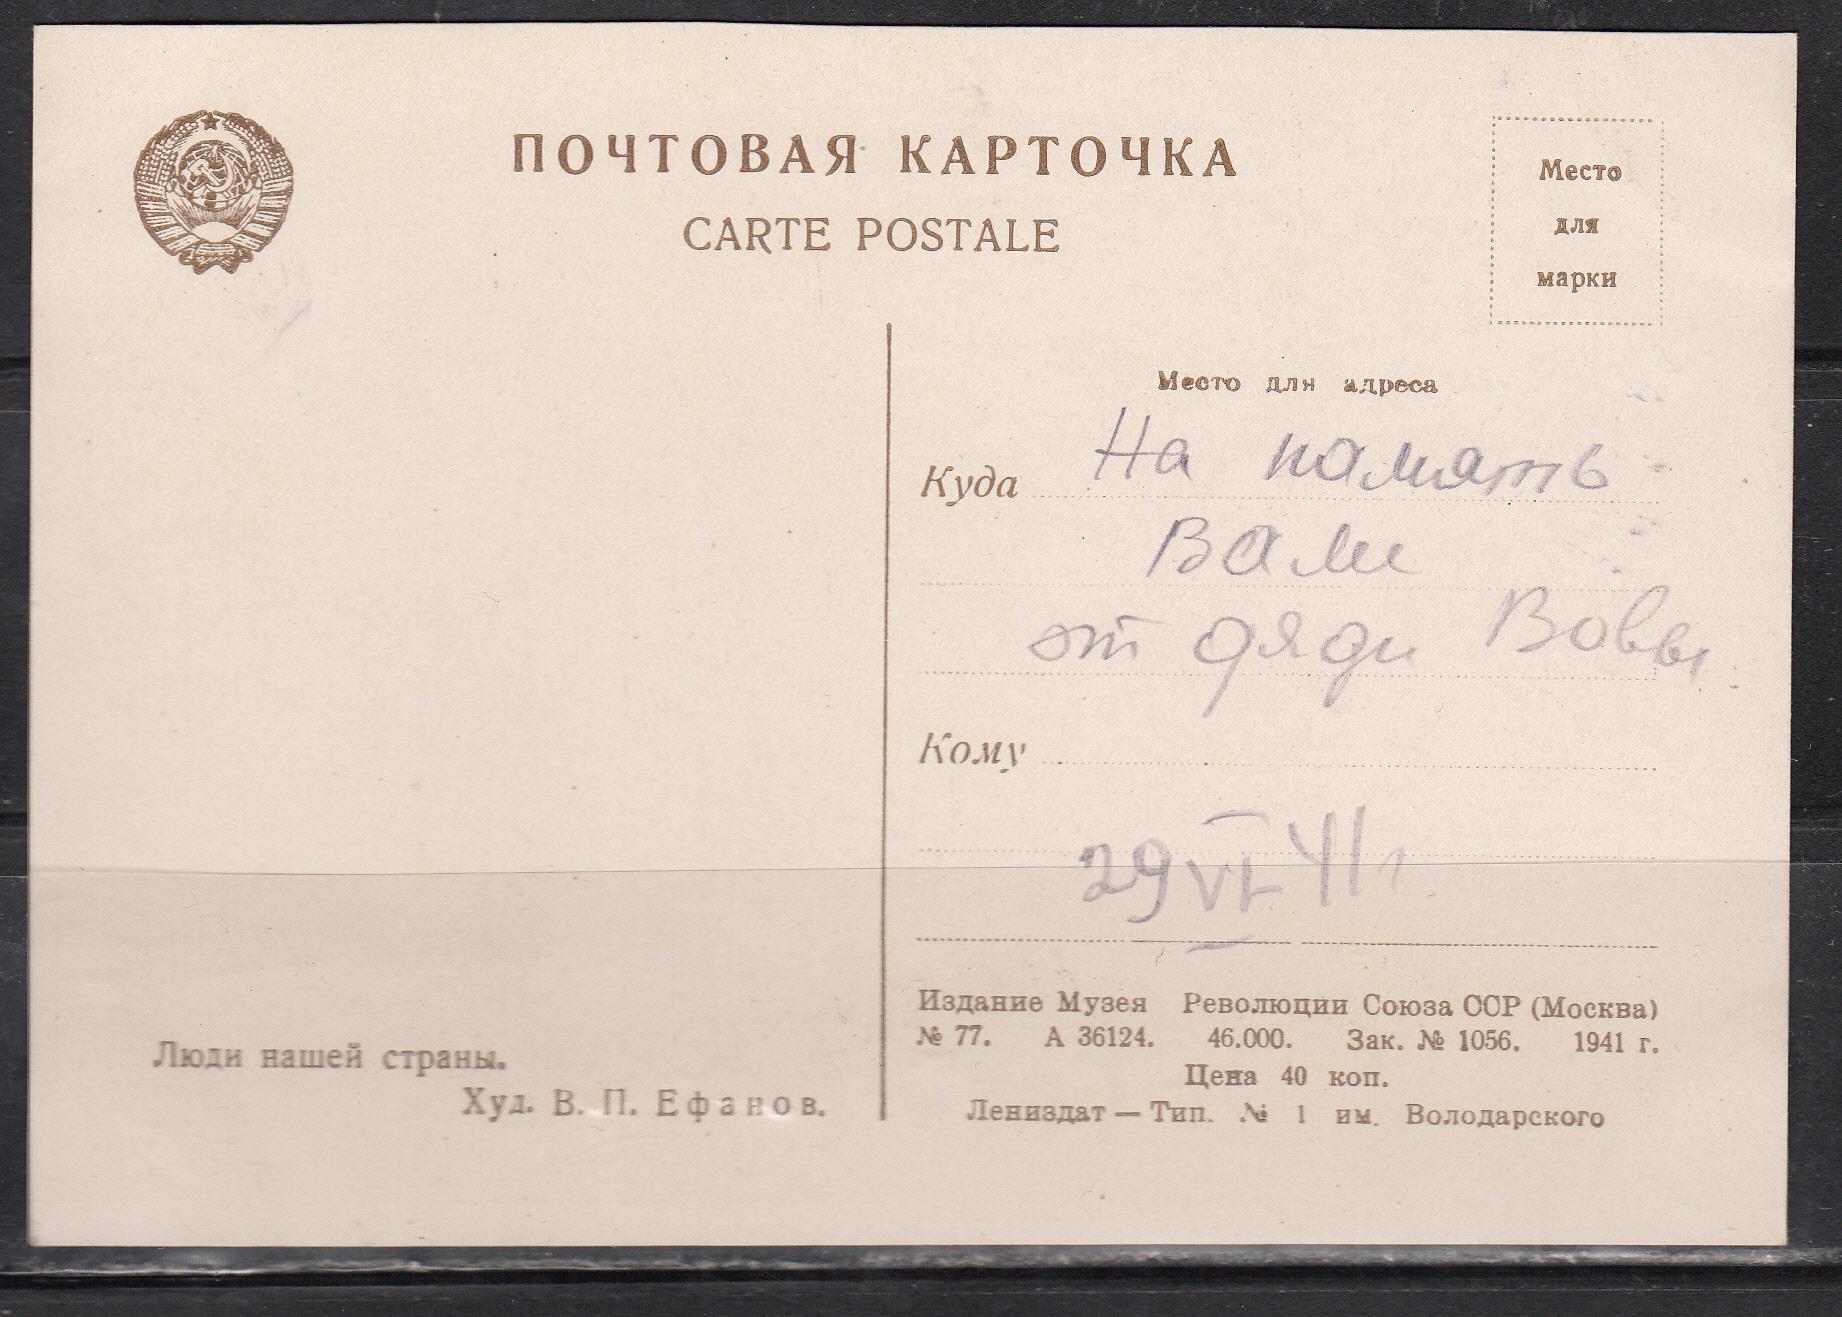 ПОЧТОВАЯ КАРТОЧКА
CARTE POSTALE
Место
для
марки
Место для адреса
Куда
На память
Вам
от дяди Вовы
Кому
29 VI 41 г.
Издание Музея Революции Союза ССР (Москва)
№ 77. А 36124. 46.000. Зак. № 1056. 1941 г.
Цена 40 коп.
Лениздат — Тип. № 1 им. Володарского
Люди нашей страны.
Худ. В. П. Ефанов.